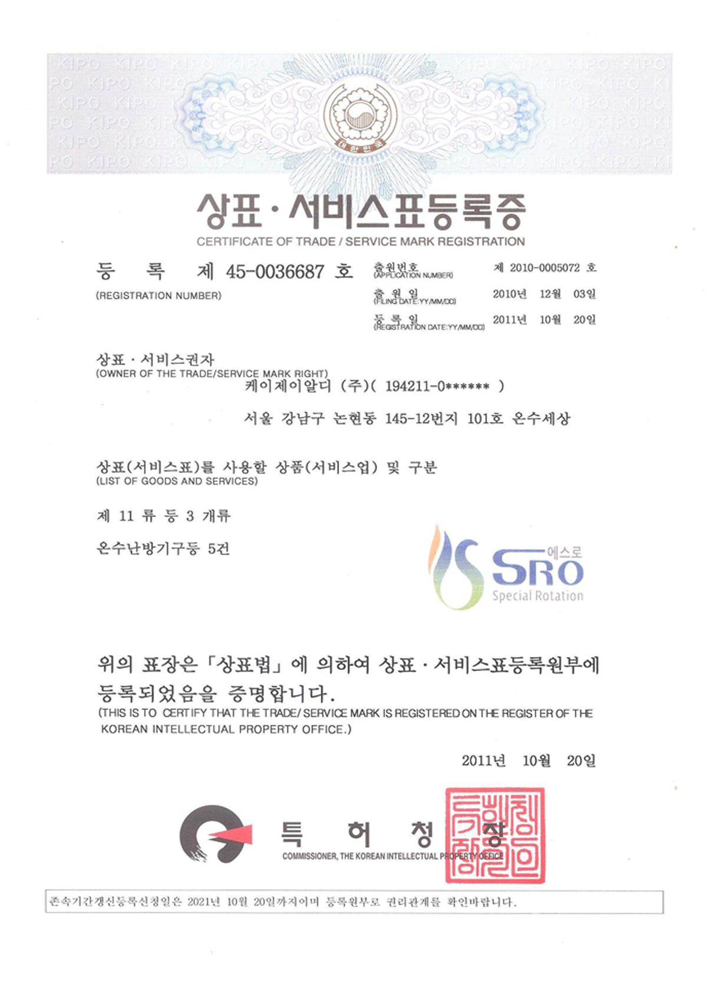 KIPO KIPO KIPO KIPO KIPO KIPO KIPO
대한민국
상표 · 서비스표등록증
CERTIFICATE OF TRADE / SERVICE MARK REGISTRATION
등 록 제 45-0036687 호
(REGISTRATION NUMBER)
출원번호 제 2010-0005072 호
(APPLICATION NUMBER)
출 원 일 2010년 12월 03일
(FILING DATE:YY/MM/DD)
등 록 일 2011년 10월 20일
(REGISTRATION DATE:YY/MM/DD)
상표 · 서비스권자
(OWNER OF THE TRADE/SERVICE MARK RIGHT)
케이제이알디 (주)( 194211-0****** )
서울 강남구 논현동 145-12번지 101호 온수세상
상표(서비스표)를 사용할 상품(서비스업) 및 구분
(LIST OF GOODS AND SERVICES)
제 11 류 등 3 개류
온수난방기구등 5건
에스로
SRO
Special Rotation
위의 표장은 「상표법」에 의하여 상표 · 서비스표등록원부에
등록되었음을 증명합니다.
(THIS IS TO CERTIFY THAT THE TRADE/ SERVICE MARK IS REGISTERED ON THE REGISTER OF THE
KOREAN INTELLECTUAL PROPERTY OFFICE.)
2011년 10월 20일
특 허 청 장
COMMISSIONER, THE KOREAN INTELLECTUAL PROPERTY OFFICE
존속기간갱신등록신청일은 2021년 10월 20일까지이며 등록원부로 권리관계를 확인바랍니다.